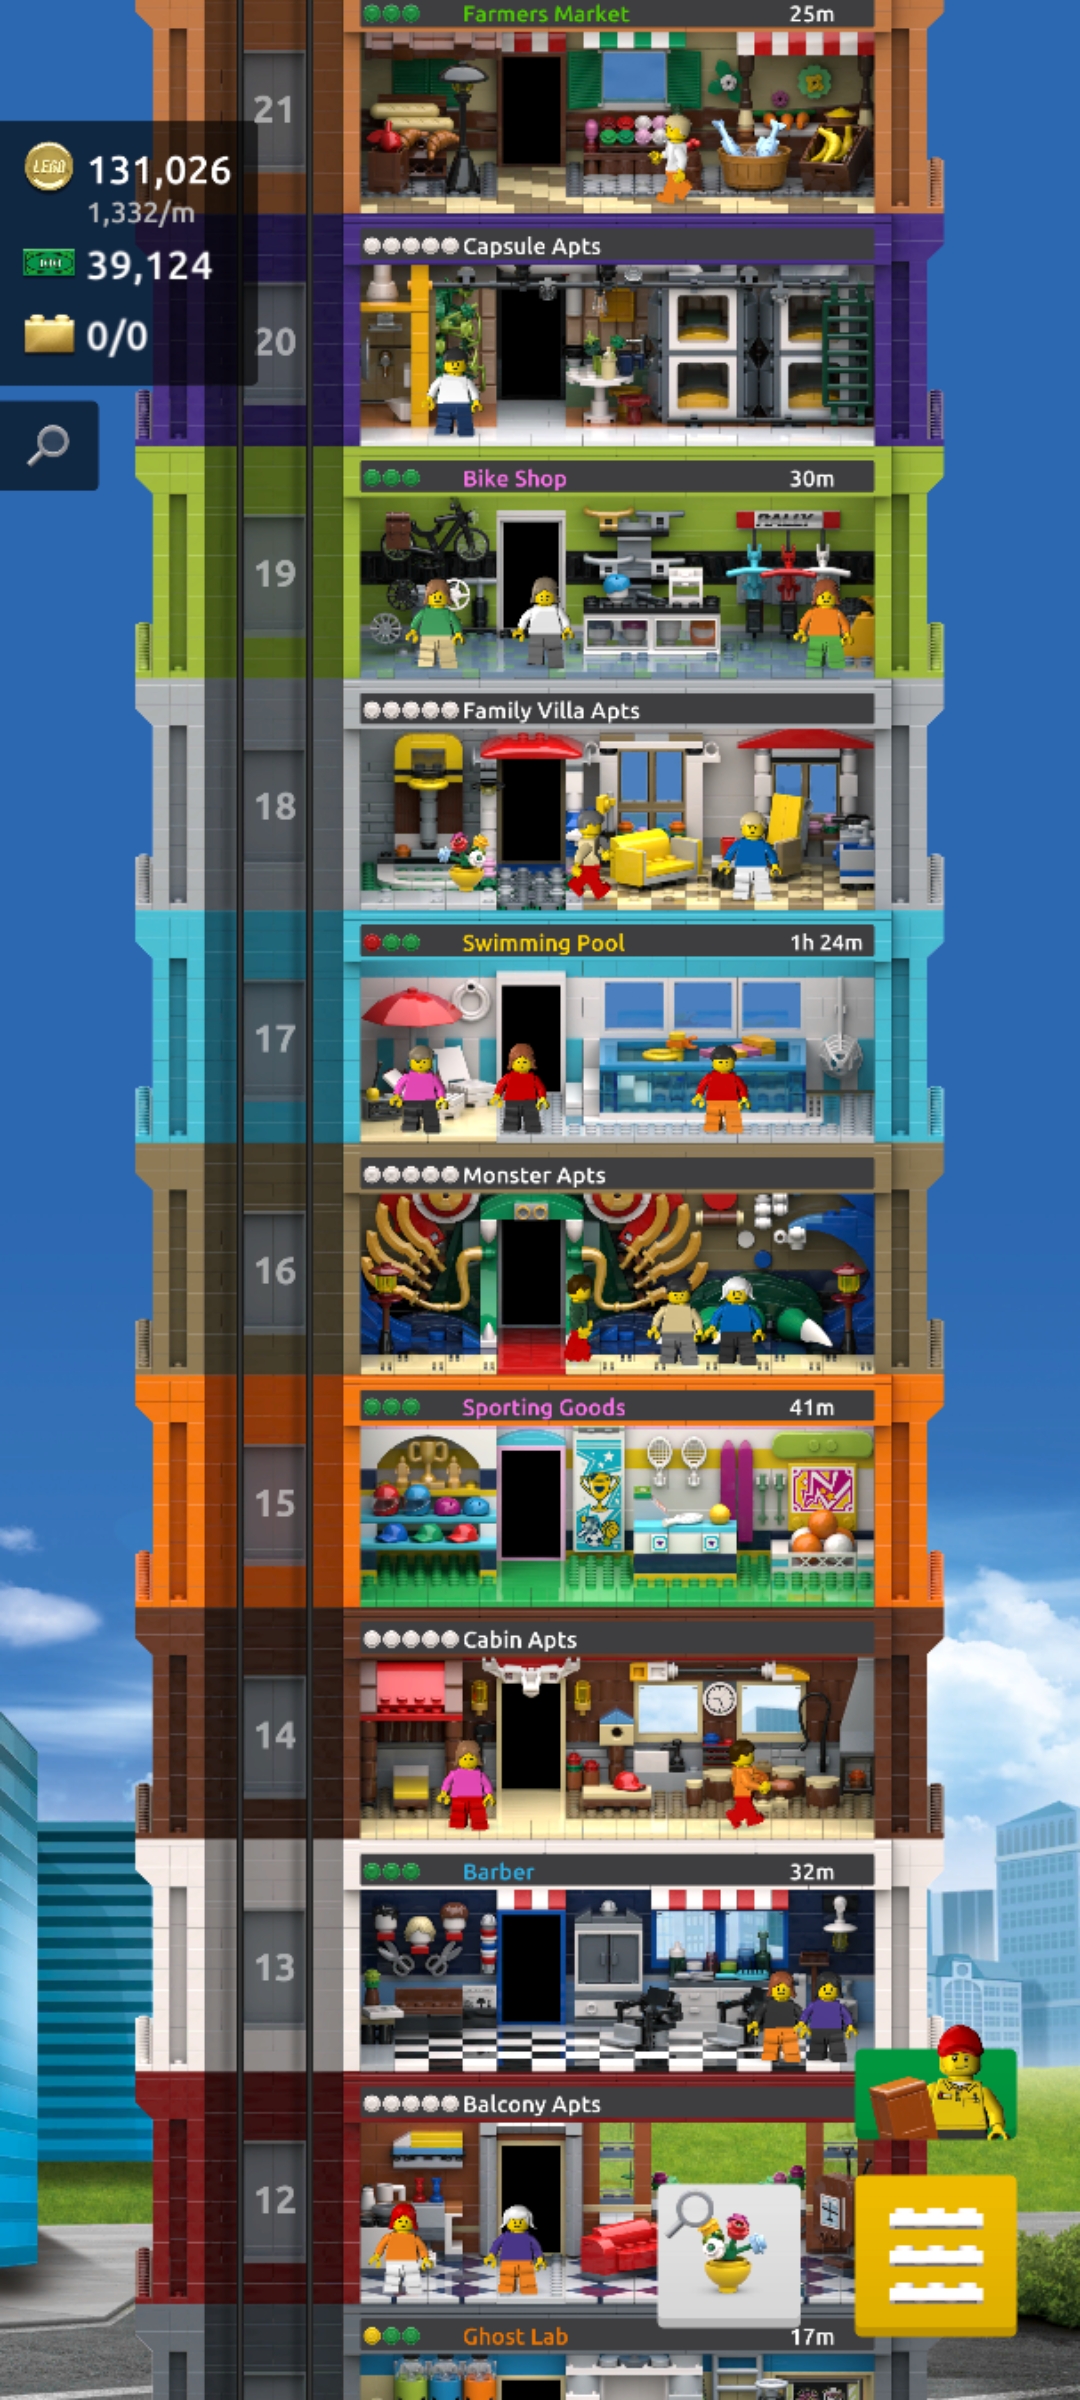 Farmers Market 25m
21
LEGO 131,026
1,332/m
39,124
0/0
Capsule Apts
20
Bike Shop 30m
RALLY
19
Family Villa Apts
18
Swimming Pool 1h 24m
17
Monster Apts
16
Sporting Goods 41m
15
Cabin Apts
14
Barber 32m
13
Balcony Apts
12
Ghost Lab 17m